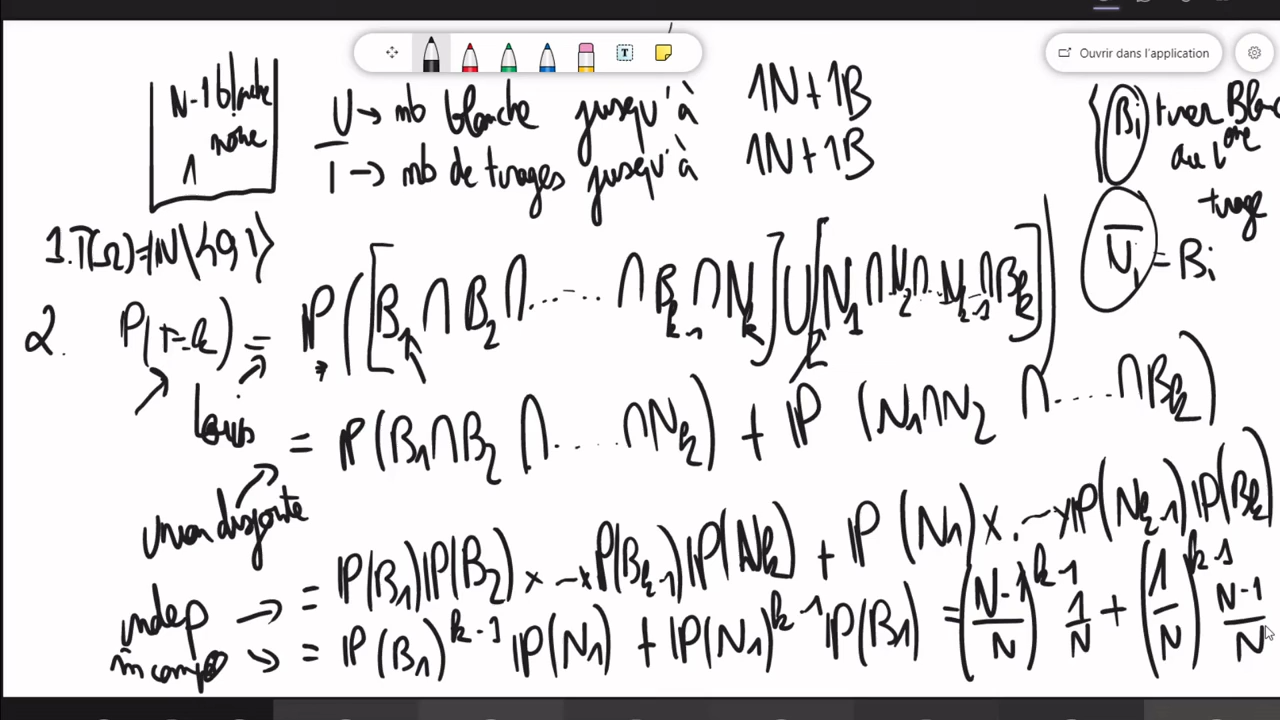 Ouvrir dans l'application
N-1 blanche
1 noire
U → nb blanche jusqu'à 1N+1B
T → nb de tirages jusqu'à 1N+1B
{ Bi tirer Blanc
au i ème
tirage
N̅i = Bi
1. T(Ω)=ℕ\{0,1}
2. P(T=k) = ℙ([B1 ∩ B2 ∩ ..... ∩ Bk-1 ∩ Nk] ∪ [N1 ∩ N2 ∩ ... Nk-1 ∩ Bk])
= ℙ(B1 ∩ B2 ∩ ..... ∩ Nk) + ℙ(N1 ∩ N2 ∩ ..... ∩ Bk)
union disjointe
indep → = ℙ(B1)ℙ(B2) × ... × ℙ(Bk-1)ℙ(Nk) + ℙ(N1) × ... × ℙ(Nk-1)ℙ(Bk)
→ = ℙ(B1)^k-1 ℙ(N1) + ℙ(N1)^k-1 ℙ(B1) = (N-1/N)^k-1 1/N + (1/N)^k-1 N-1/N